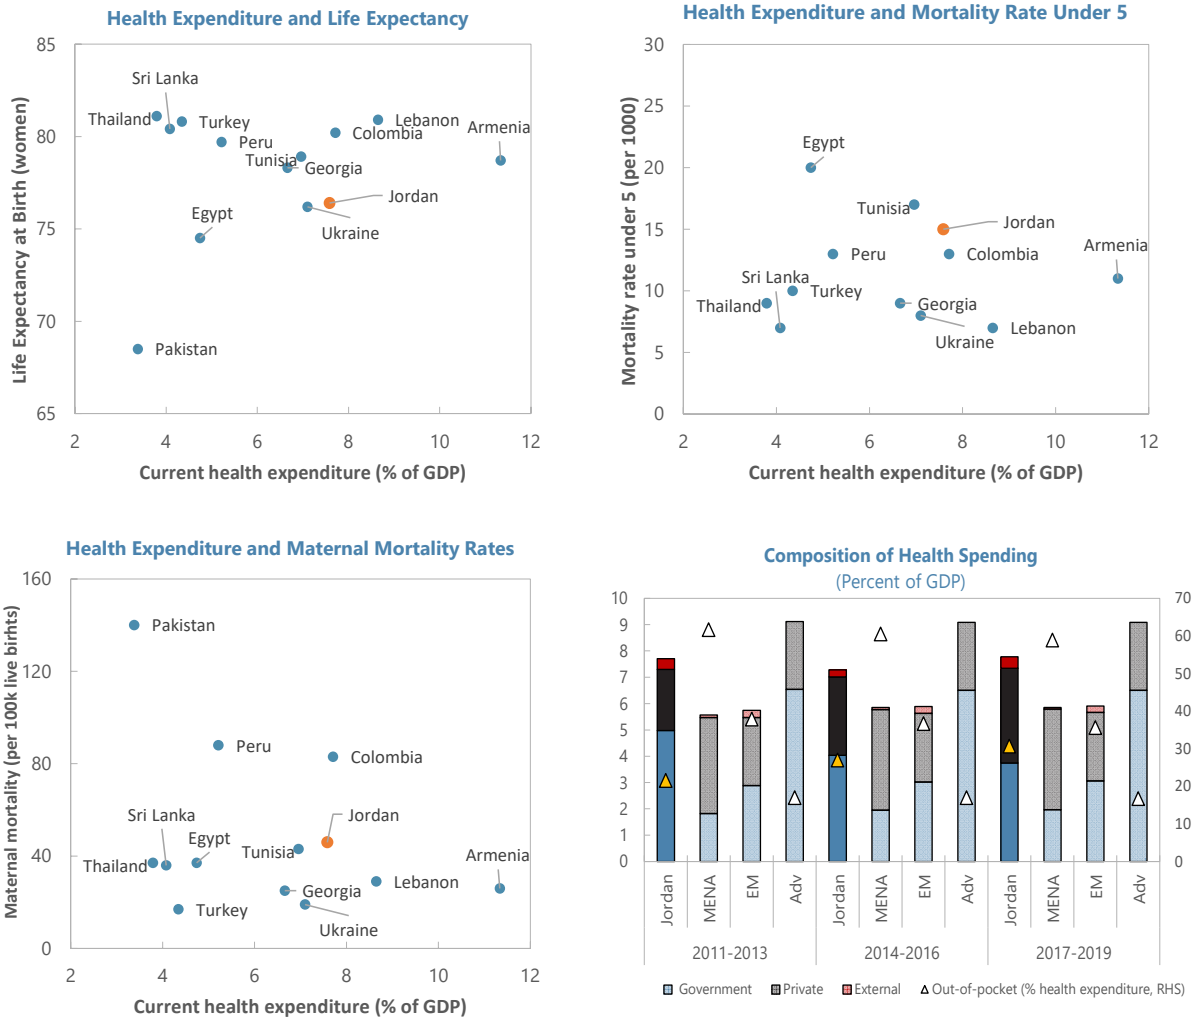 Health Expenditure and Life Expectancy
85
80
75
70
65
Life Expectancy at Birth (women)
Sri Lanka
Thailand
Turkey
Peru
Tunisia
Georgia
Colombia
Lebanon
Armenia
Jordan
Ukraine
Egypt
Pakistan
2 4 6 8 10 12
Current health expenditure (% of GDP)
Health Expenditure and Mortality Rate Under 5
30
25
20
15
10
5
0
Mortality rate under 5 (per 1000)
Egypt
Tunisia
Jordan
Peru
Colombia
Armenia
Sri Lanka
Thailand
Turkey
Georgia
Ukraine
Lebanon
2 4 6 8 10 12
Current health expenditure (% of GDP)
Health Expenditure and Maternal Mortality Rates
160
120
80
40
0
Maternal mortality (per 100k live birhts)
Pakistan
Peru
Colombia
Sri Lanka
Egypt
Jordan
Thailand
Tunisia
Armenia
Turkey
Georgia
Lebanon
Ukraine
2 4 6 8 10 12
Current health expenditure (% of GDP)
Composition of Health Spending
(Percent of GDP)
10
9
8
7
6
5
4
3
2
1
0
70
60
50
40
30
20
10
0
Jordan MENA EM Adv Jordan MENA EM Adv Jordan MENA EM Adv
2011-2013 2014-2016 2017-2019
Government Private External Out-of-pocket (% health expenditure, RHS)